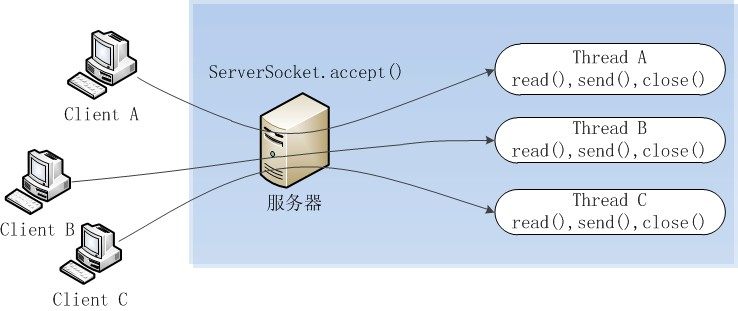 ServerSocket.accept()
Client A
Client B
Client C
服务器
Thread A
read(),send(),close()
Thread B
read(),send(),close()
Thread C
read(),send(),close()